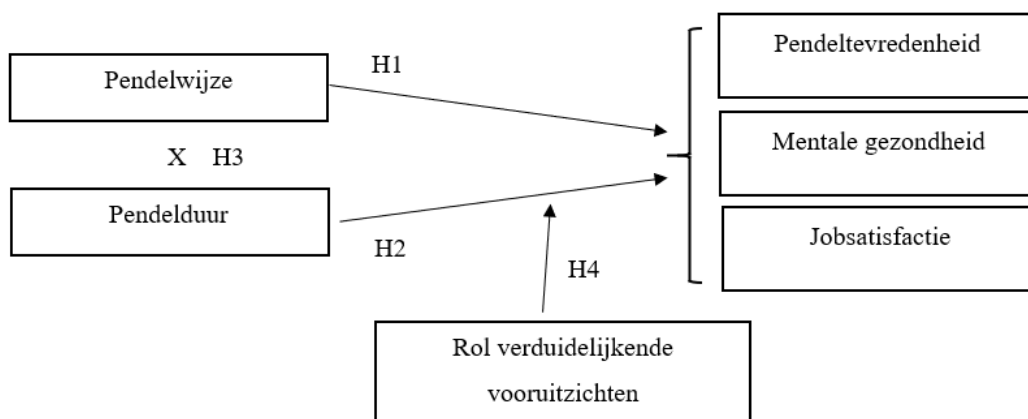 Pendelwijze
H1
X H3
Pendelduur
H2
H4
Rol verduidelijkende
vooruitzichten
Pendeltevredenheid
Mentale gezondheid
Jobsatisfactie